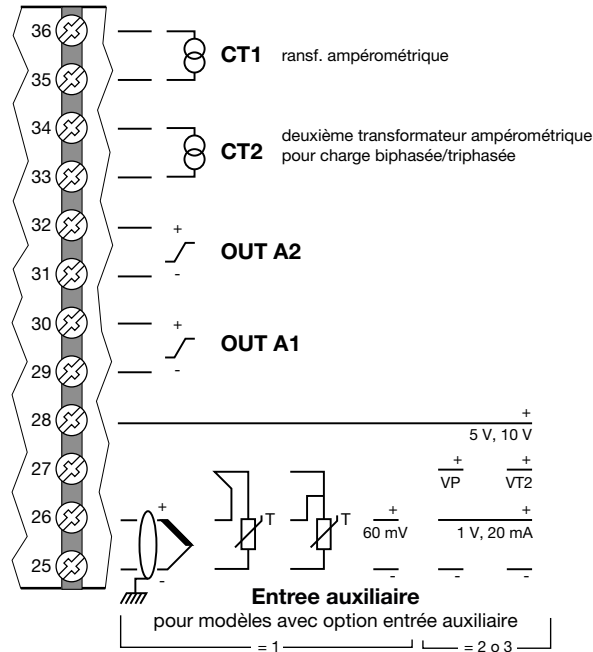 36
CT1 ransf. ampérométrique
35
34
CT2 deuxième transformateur ampérométrique
pour charge biphasée/triphasée
33
32 +
OUT A2
31 -
30 +
OUT A1
29 -
28 +
5 V, 10 V
27 + +
VP VT2
26 + T T + +
60 mV 1 V, 20 mA
25 - - - -
Entree auxiliaire
pour modèles avec option entrée auxiliaire
= 1 = 2 o 3